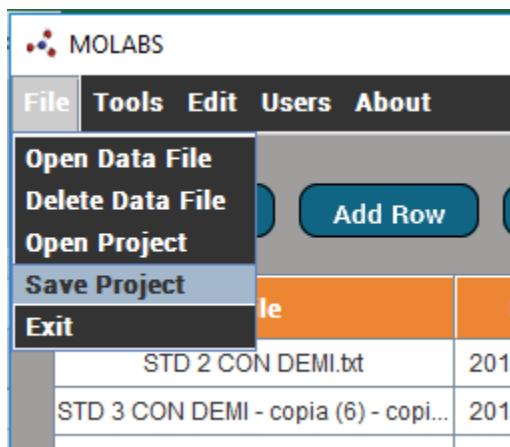 MOLABS
File Tools Edit Users About
Open Data File
Delete Data File
Open Project
Save Project
Exit
Add Row
le
STD 2 CON DEMI.txt 201
STD 3 CON DEMI - copia (6) - copi... 201